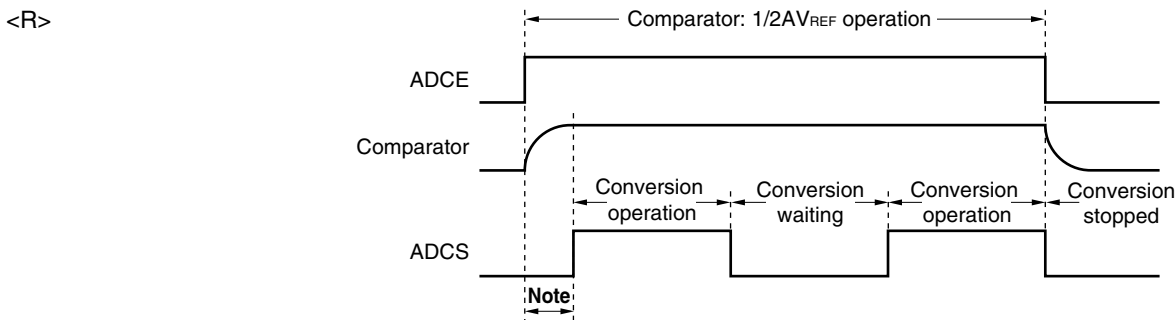 <R>
Comparator: 1/2AVREF operation
ADCE
Comparator
Conversion operation
Conversion waiting
Conversion operation
Conversion stopped
ADCS
Note